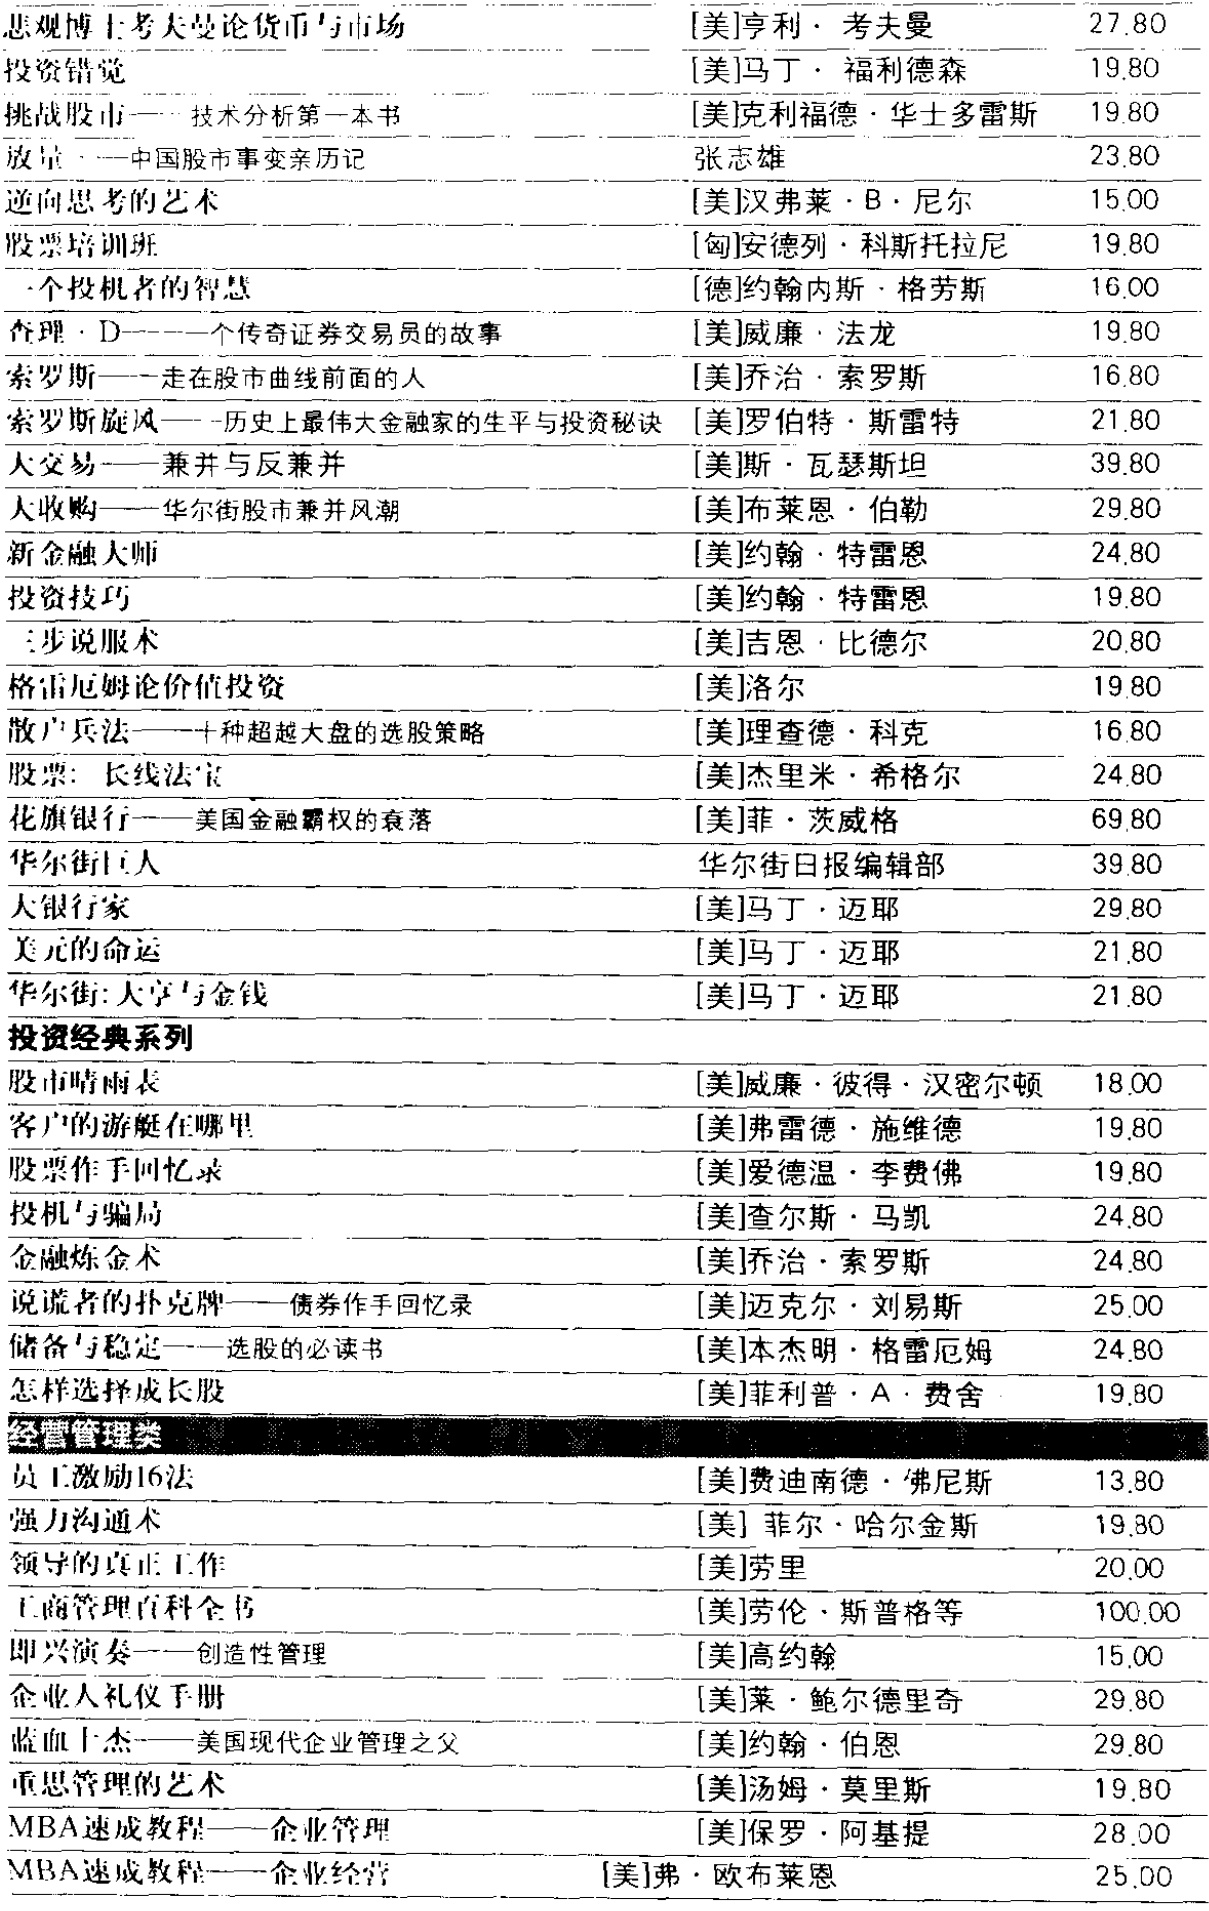 悲观博士考夫曼论货币与市场 [美]亨利· 考夫曼 27.80
投资错觉 [美]马丁· 福利德森 19.80
挑战股市——技术分析第一本书 [美]克利福德·华士多雷斯 19.80
放量——中国股市事变亲历记 张志雄 23.80
逆向思考的艺术 [美]汉弗莱·B·尼尔 15.00
股票培训班 [匈]安德列·科斯托拉尼 19.80
一个投机者的智慧 [德]约翰内斯·格劳斯 16.00
查理·D——一个传奇证券交易员的故事 [美]威廉·法龙 19.80
索罗斯——走在股市曲线前面的人 [美]乔治·索罗斯 16.80
索罗斯旋风——历史上最伟大金融家的生平与投资秘诀 [美]罗伯特·斯雷特 21.80
大交易——兼并与反兼并 [美]斯·瓦瑟斯坦 39.80
大收购——华尔街股市兼并风潮 [美]布莱恩·伯勒 29.80
新金融大师 [美]约翰·特雷恩 24.80
投资技巧 [美]约翰·特雷恩 19.80
三步说服术 [美]吉恩·比德尔 20.80
格雷厄姆论价值投资 [美]洛尔 19.80
散户兵法——十种超越大盘的选股策略 [美]理查德·科克 16.80
股票：长线法宝 [美]杰里米·希格尔 24.80
花旗银行——美国金融霸权的衰落 [美]菲·茨威格 69.80
华尔街巨人 华尔街日报编辑部 39.80
大银行家 [美]马丁·迈耶 29.80
美元的命运 [美]马丁·迈耶 21.80
华尔街:大亨与金钱 [美]马丁·迈耶 21.80
投资经典系列
股市晴雨表 [美]威廉·彼得·汉密尔顿 18.00
客户的游艇在哪里 [美]弗雷德·施维德 19.80
股票作手回忆录 [美]爱德温·李费佛 19.80
投机与骗局 [美]查尔斯·马凯 24.80
金融炼金术 [美]乔治·索罗斯 24.80
说谎者的扑克牌——债券作手回忆录 [美]迈克尔·刘易斯 25.00
储备与稳定——选股的必读书 [美]本杰明·格雷厄姆 24.80
怎样选择成长股 [美]菲利普·A·费舍 19.80
经营管理类
员工激励16法 [美]费迪南德·佛尼斯 13.80
强力沟通术 [美] 菲尔·哈尔金斯 19.80
领导的真正工作 [美]劳里 20.00
工商管理百科全书 [美]劳伦·斯普格等 100.00
即兴演奏——创造性管理 [美]高约翰 15.00
企业人礼仪手册 [美]莱·鲍尔德里奇 29.80
蓝血十杰——美国现代企业管理之父 [美]约翰·伯恩 29.80
重思管理的艺术 [美]汤姆·莫里斯 19.80
MBA速成教程——企业管理 [美]保罗·阿基提 28.00
MBA速成教程——企业经营 [美]弗·欧布莱恩 25.00